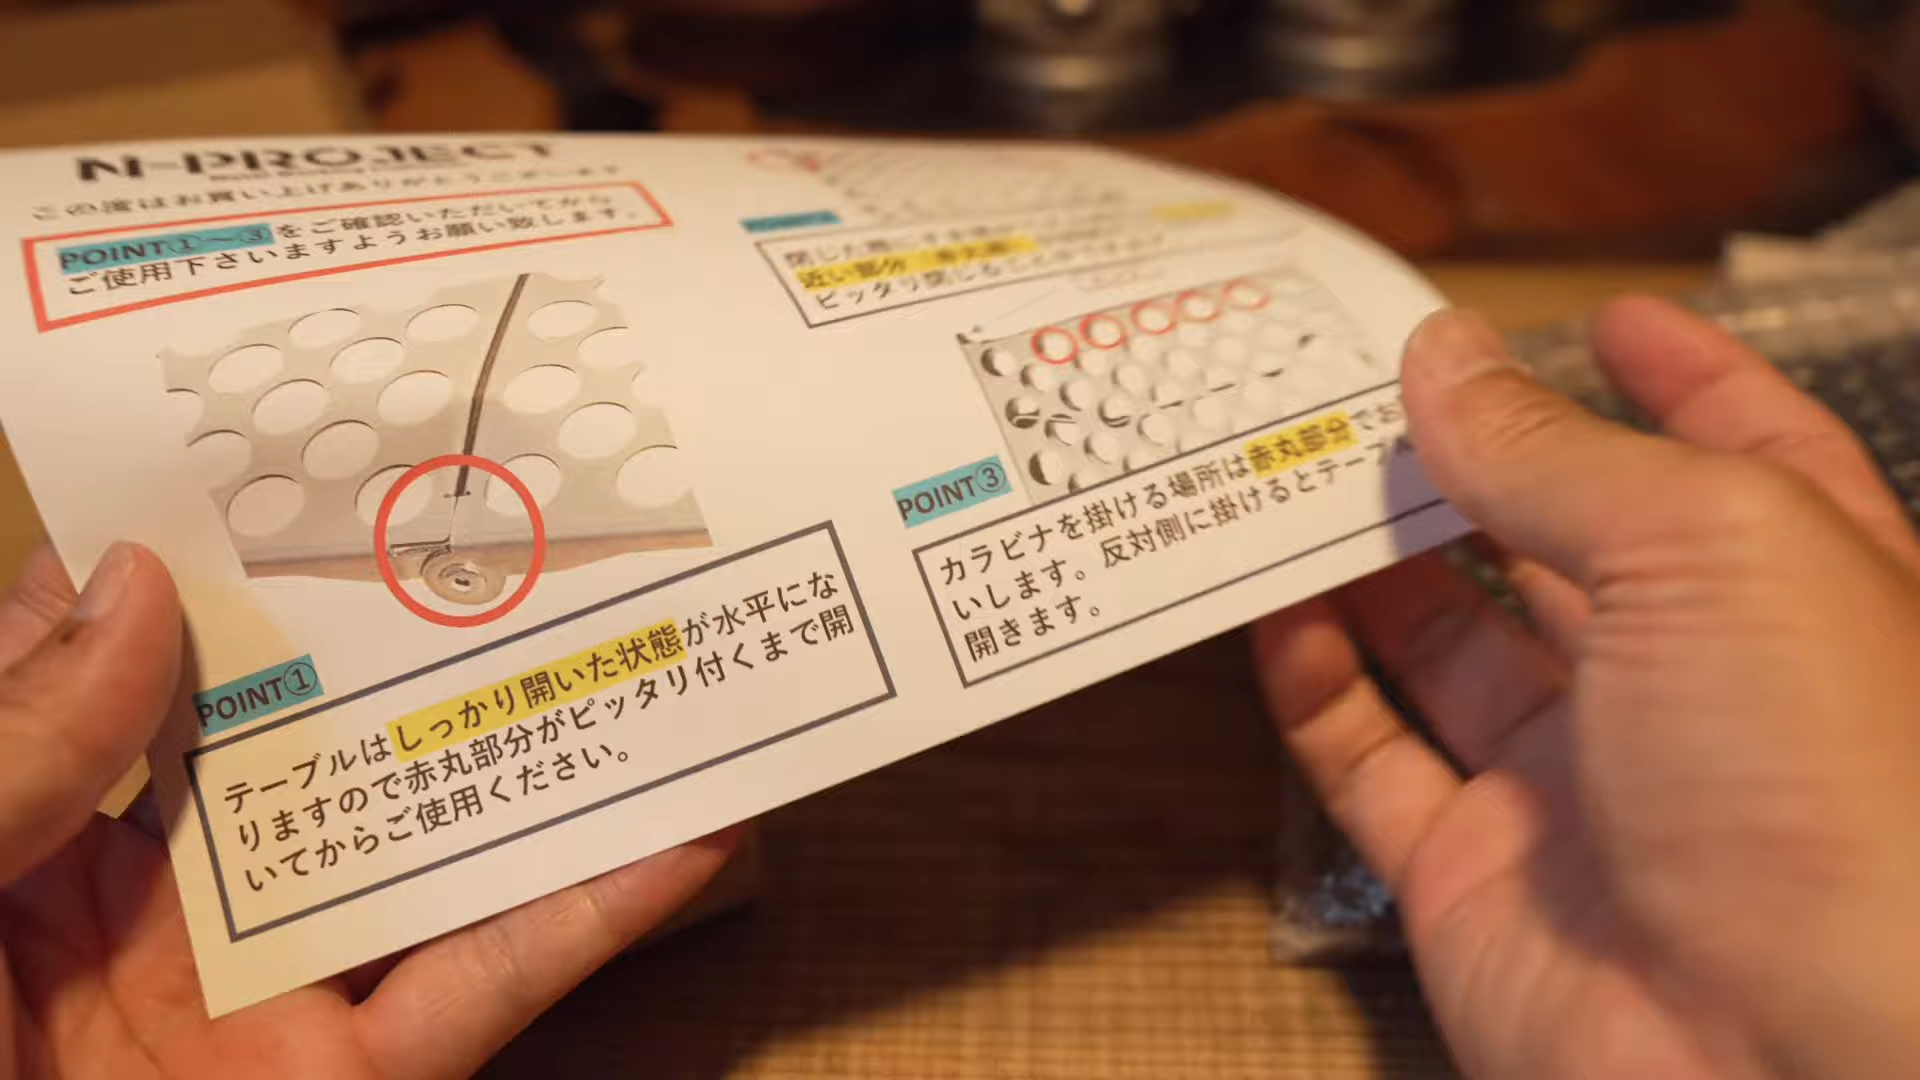 N-PROJECT
この度はお買い上げありがとうございます
POINT①～③をご確認いただいてから
ご使用下さいますようお願い致します。
POINT①
テーブルはしっかり開いた状態が水平にな
りますので赤丸部分がピッタリ付くまで開
いてからご使用ください。
閉じた
近い部分
ピッタリ閉じる
POINT③
カラビナを掛ける場所は赤丸部分でお
いします。反対側に掛けるとテーブル
開きます。